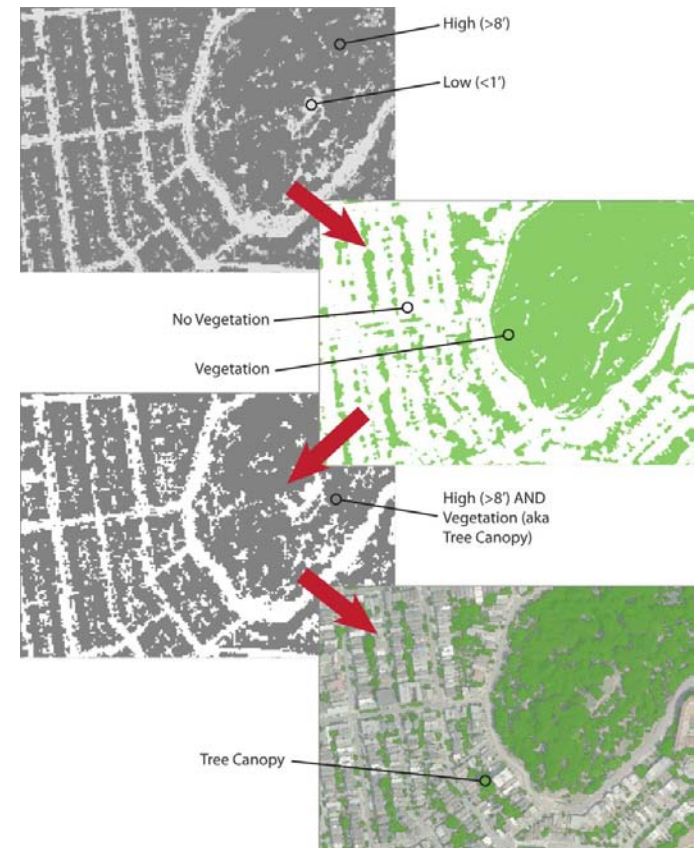 High (>8')
Low (<1')
No Vegetation
Vegetation
High (>8') AND
Vegetation (aka
Tree Canopy)
Tree Canopy